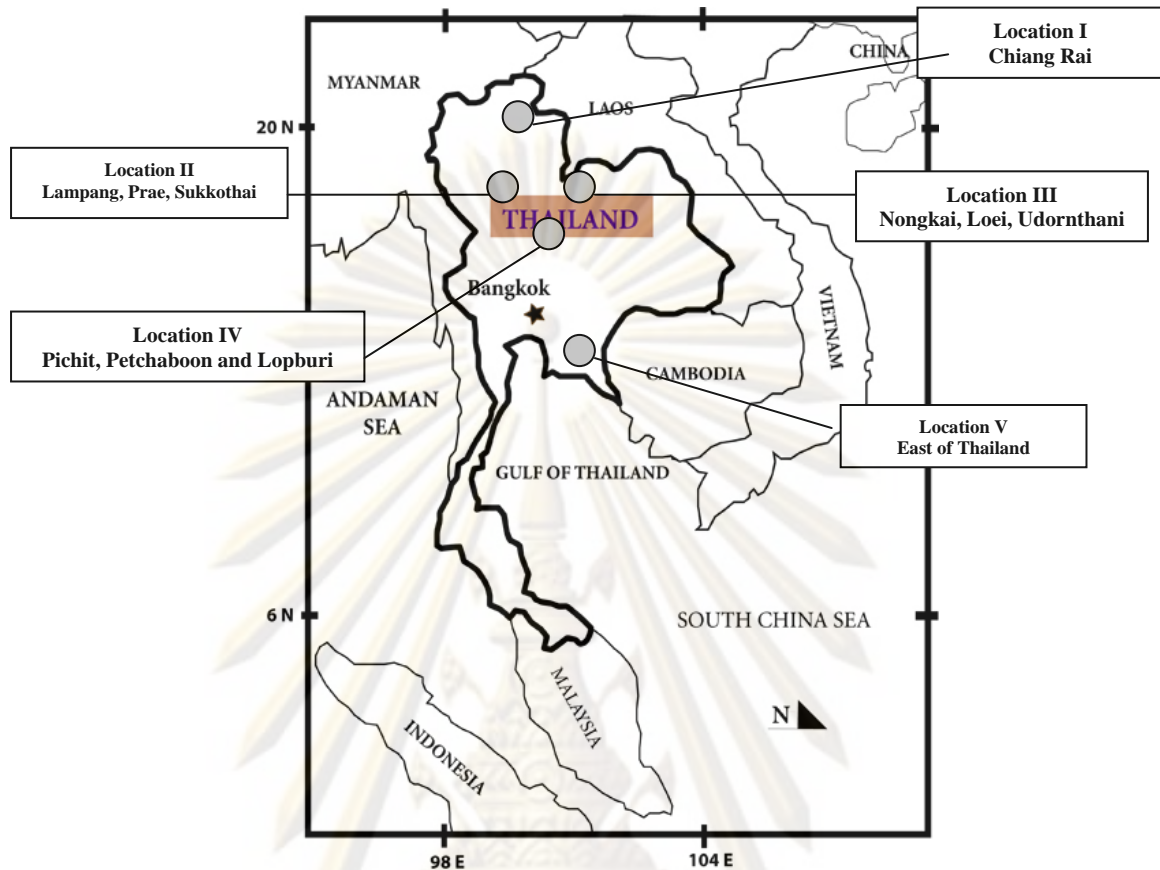 Location I
Chiang Rai
CHINA
MYANMAR
LAOS
20 N
Location II
Lampang, Prae, Sukkothai
Location III
Nongkai, Loei, Udornthani
THAILAND
Bangkok
VIETNAM
Location IV
Pichit, Petchaboon and Lopburi
CAMBODIA
ANDAMAN
SEA
Location V
East of Thailand
GULF OF THAILAND
6 N
SOUTH CHINA SEA
MALAYSIA
N
INDONESIA
98 E
104 E